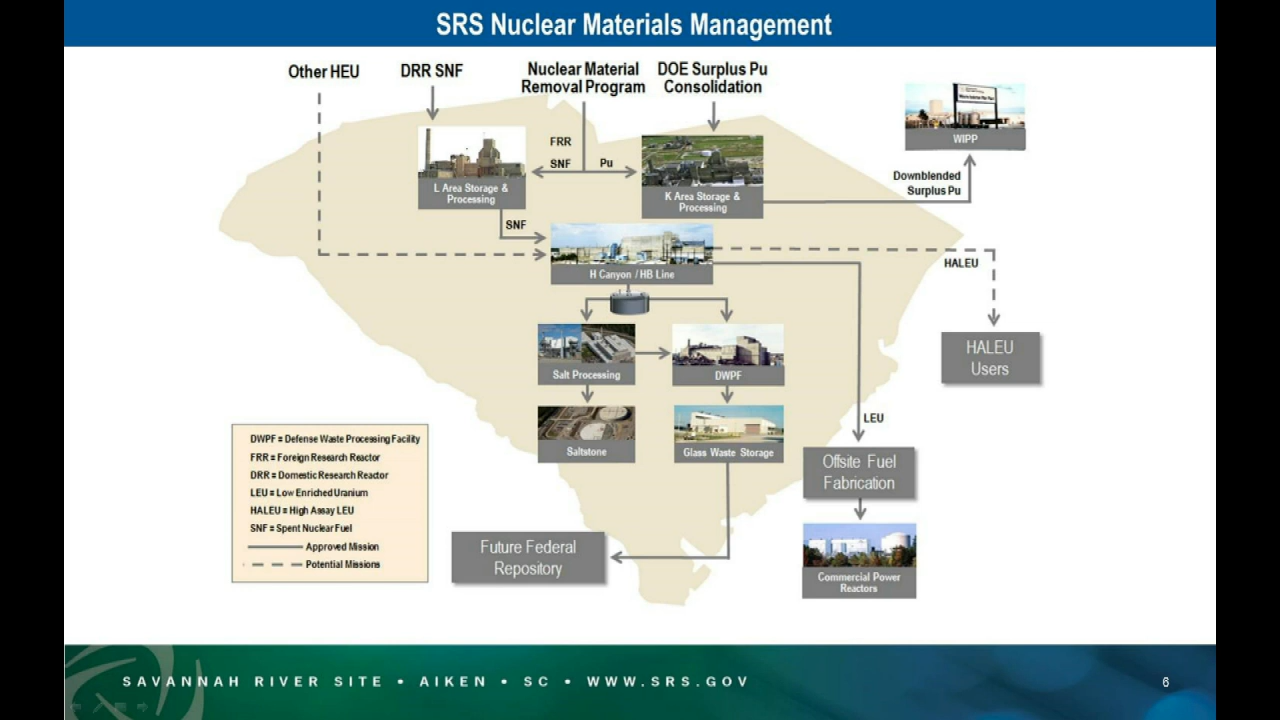 SRS Nuclear Materials Management
Other HEU
DRR SNF
Nuclear Material
Removal Program
DOE Surplus Pu
Consolidation
WIPP
FRR
SNF
Pu
L Area Storage &
Processing
K Area Storage &
Processing
Downblended
Surplus Pu
SNF
H Canyon / HB Line
HALEU
HALEU
Users
Salt Processing
DWPF
LEU
Saltstone
Glass Waste Storage
Offsite Fuel
Fabrication
DWPF = Defense Waste Processing Facility
FRR = Foreign Research Reactor
DRR = Domestic Research Reactor
LEU = Low Enriched Uranium
HALEU = High Assay LEU
SNF = Spent Nuclear Fuel
Approved Mission
Potential Missions
Future Federal
Repository
Commercial Power
Reactors
SAVANNAH RIVER SITE • AIKEN • SC • WWW.SRS.GOV
6